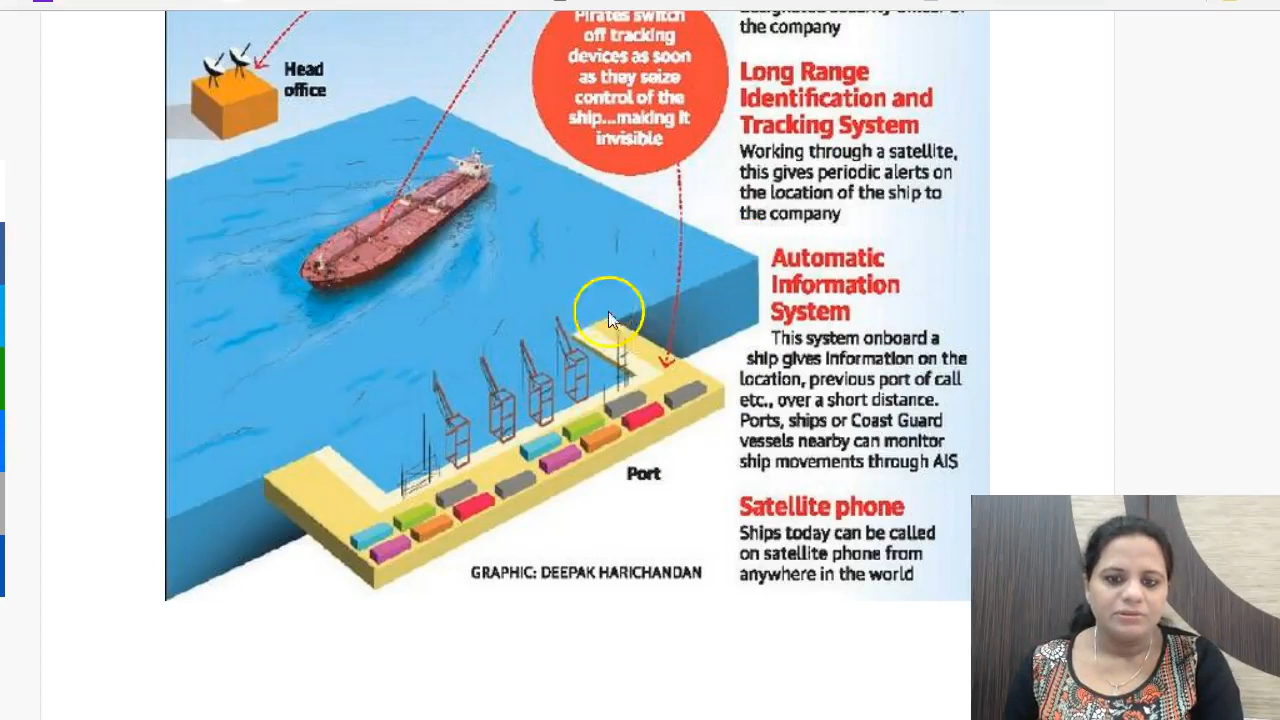 the company
Head
office
Pirates switch
off tracking
devices as soon
as they seize
control of the
ship...making it
invisible
Long Range
Identification and
Tracking System
Working through a satellite,
this gives periodic alerts on
the location of the ship to
the company
Automatic
Information
System
This system onboard a
ship gives information on the
location, previous port of call
etc., over a short distance.
Ports, ships or Coast Guard
vessels nearby can monitor
ship movements through AIS
Port
Satellite phone
Ships today can be called
on satellite phone from
anywhere in the world
GRAPHIC: DEEPAK HARICHANDAN